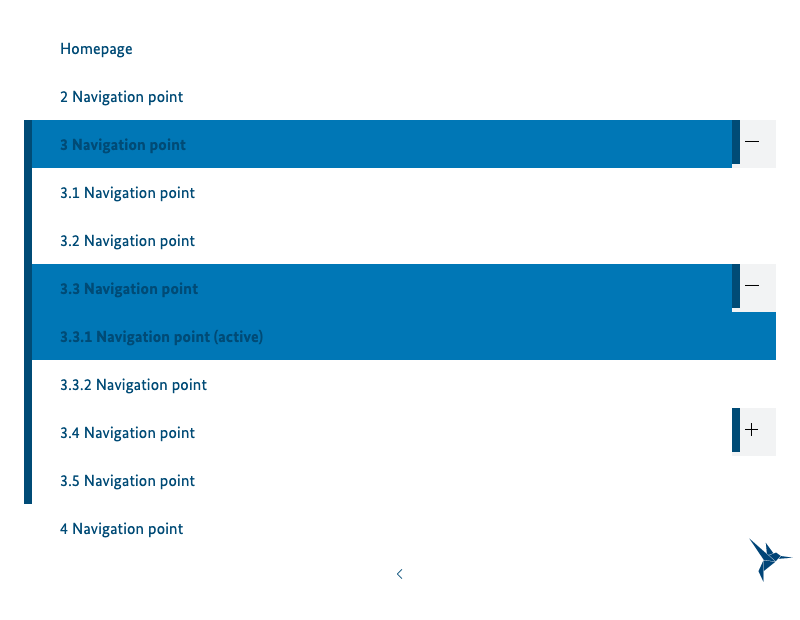 Homepage
2 Navigation point
3 Navigation point
3.1 Navigation point
3.2 Navigation point
3.3 Navigation point
3.3.1 Navigation point (active)
3.3.2 Navigation point
3.4 Navigation point
3.5 Navigation point
4 Navigation point